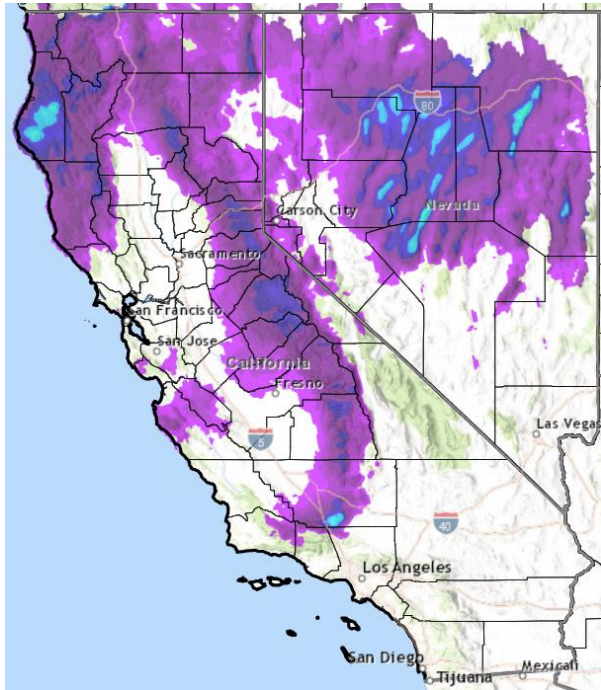 80
Nevada
Carson City
Sacramento
San Francisco
San Jose
California
Fresno
5
Las Vegas
40
Los Angeles
San Diego
Tijuana
Mexicali